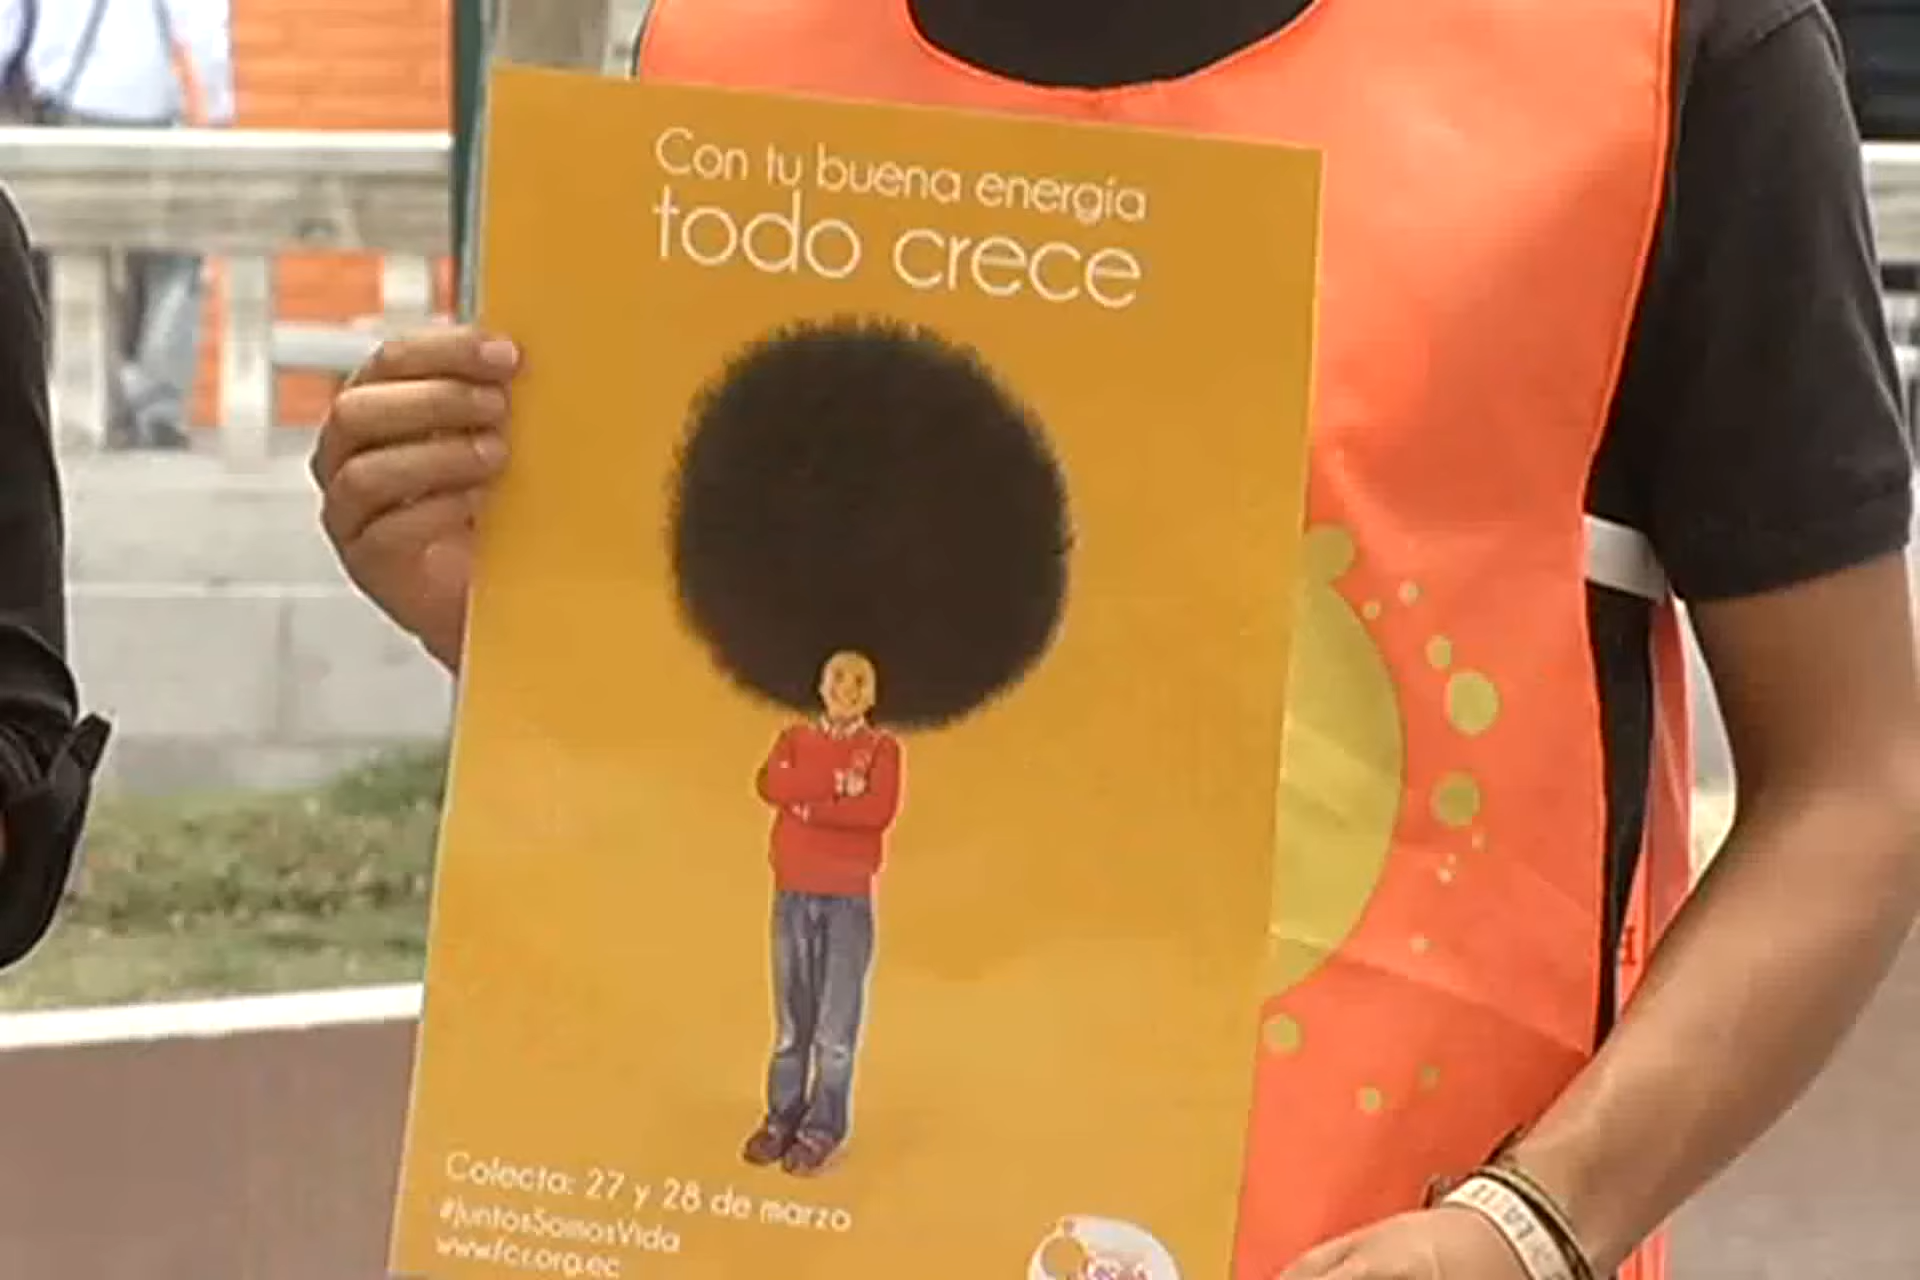 Con tu buena energía
todo crece
Colecta: 27 y 28 de marzo
#JuntosSomosVida
www.fcr.org.ec